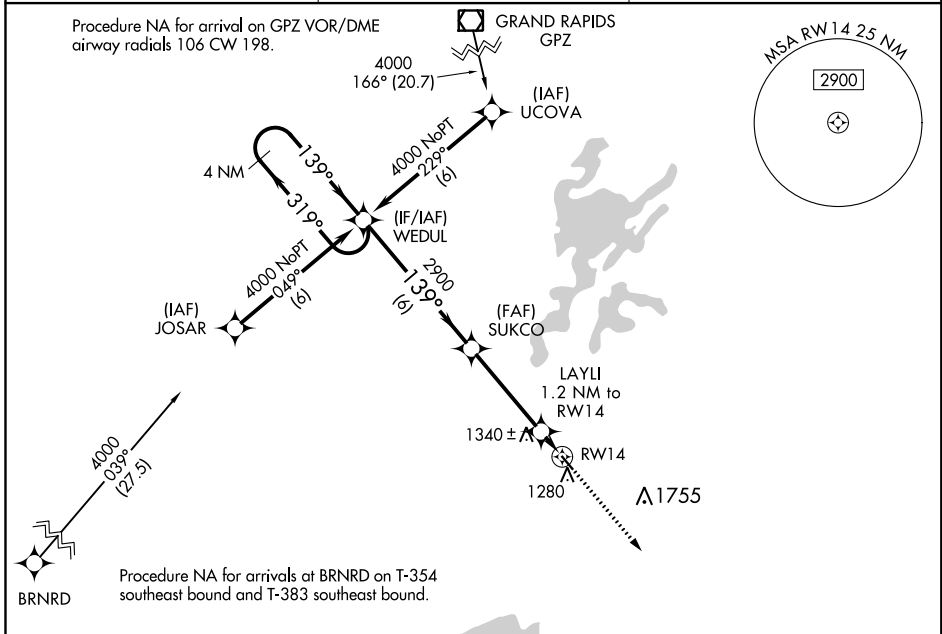 Procedure NA for arrival on GPZ VOR/DME
airway radials 106 CW 198.
GRAND RAPIDS
GPZ
4000
166° (20.7)
(IAF)
UCOVA
MSA RW14 25 NM
2900
4000 NoPT
229°
(6)
4 NM
139°
319°
(IF/IAF)
WEDUL
4000 NoPT
049°
(6)
(IAF)
JOSAR
2900
139°
(6)
(FAF)
SUKCO
LAYLI
1.2 NM to
RW14
1340 ±
RW14
1280
1755
4000
039°
(27.5)
BRNRD
Procedure NA for arrivals at BRNRD on T-354
southeast bound and T-383 southeast bound.